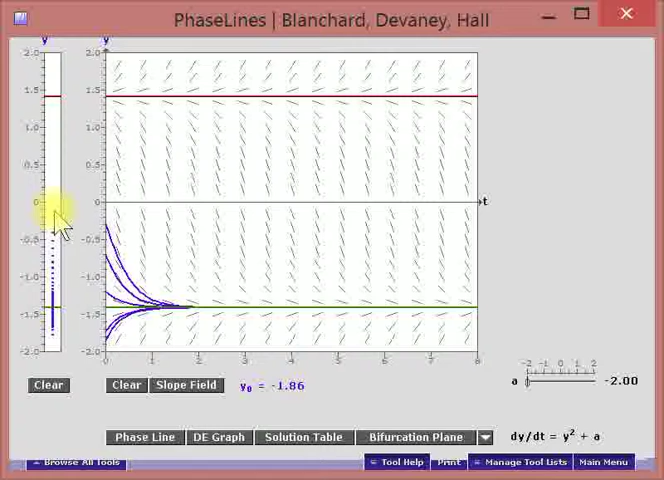 PhaseLines | Blanchard, Devaney, Hall
y y
2.0 2.0
1.5 1.5
1.0 1.0
0.5 0.5
0 0 t
-0.5 -0.5
-1.0 -1.0
-1.5 -1.5
-2.0 -2.0
0 1 2 3 4 5 6 7 8
-2 -1 0 1 2
a -2.00
Clear Clear Slope Field y₀ = -1.86
Phase Line DE Graph Solution Table Bifurcation Plane dy/dt = y² + a
Browse All Tools Tool Help Print Manage Tool Lists Main Menu